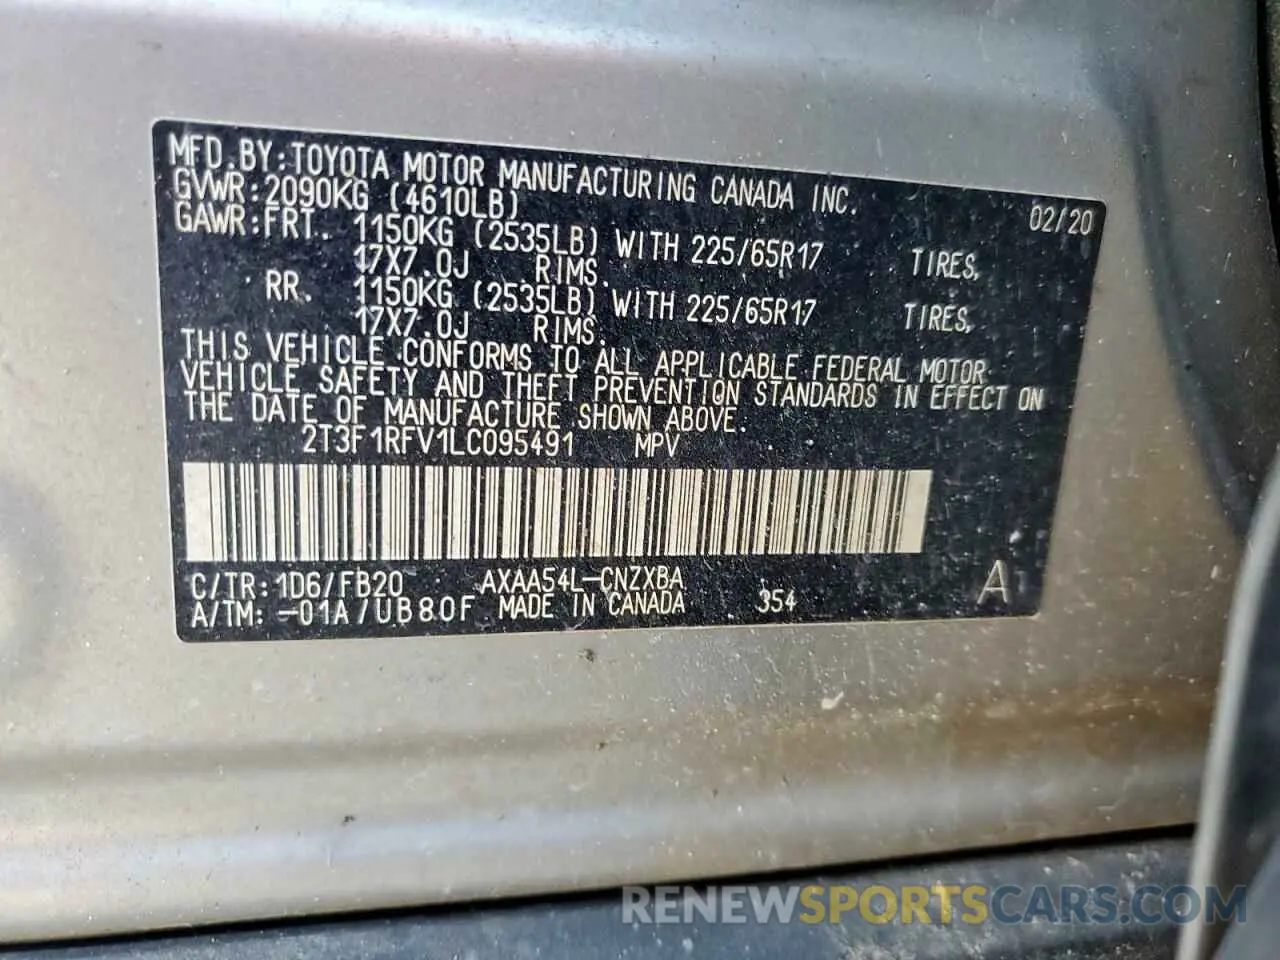 MFD.BY:TOYOTA MOTOR MANUFACTURING CANADA INC.
GVWR:2090KG (4610LB) 02/20
GAWR:FRT. 1150KG (2535LB) WITH 225/65R17 TIRES,
17X7.0J RIMS.
RR. 1150KG (2535LB) WITH 225/65R17 TIRES,
17X7.0J RIMS.
THIS VEHICLE CONFORMS TO ALL APPLICABLE FEDERAL MOTOR
VEHICLE SAFETY AND THEFT PREVENTION STANDARDS IN EFFECT ON
THE DATE OF MANUFACTURE SHOWN ABOVE.
2T3F1RFV1LC095491 MPV
C/TR:1D6/FB20 AXAA54L-CNZXBA A
A/TM:-01A/UB80F MADE IN CANADA 354
RENEWSPORTSCARS.COM